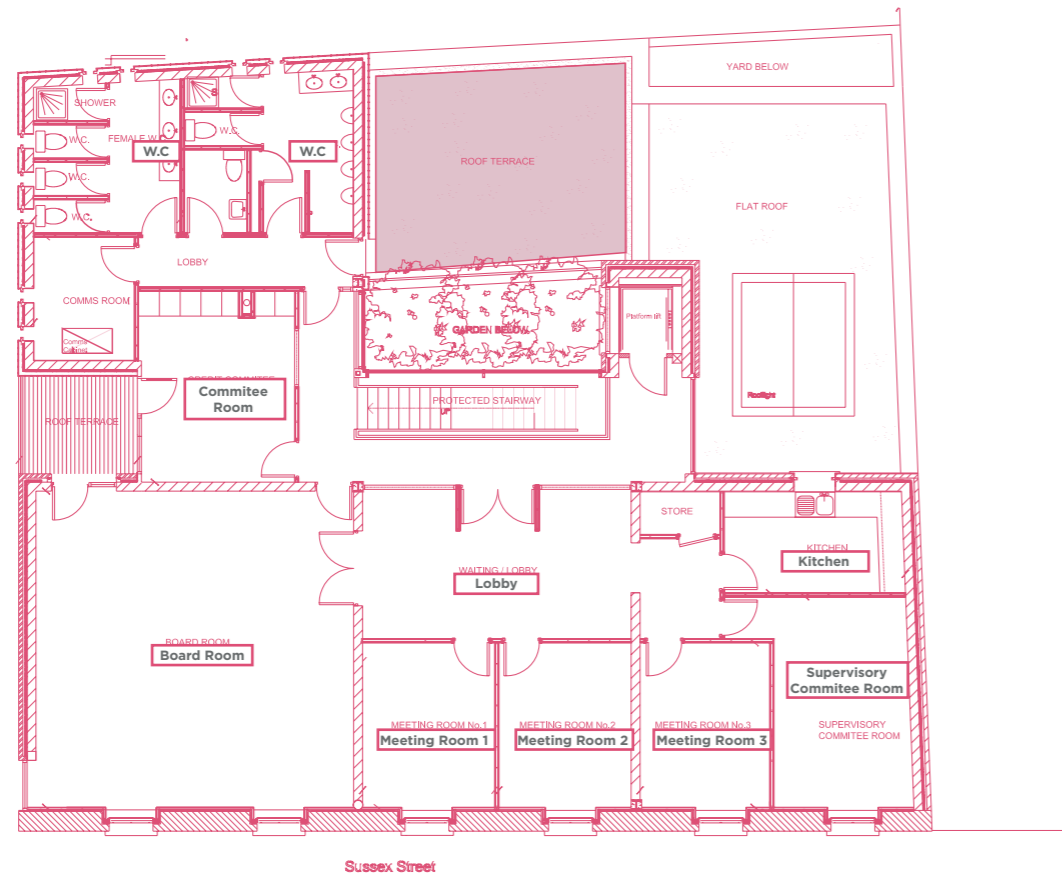 YARD BELOW
SHOWER
S
W.C.
FEMALE W.C
W.C
W.C.
W.C
ROOF TERRACE
W.C.
FLAT ROOF
W.C.
LOBBY
COMMS ROOM
Platform lift
GARDEN BELOW
Comms
Cabinet
Commitee
Room
Rooflight
PROTECTED STAIRWAY
UP
ROOF TERRACE
STORE
KITCHEN
Kitchen
WAITING / LOBBY
Lobby
BOARD ROOM
Board Room
Supervisory
Commitee Room
MEETING ROOM No.1
Meeting Room 1
MEETING ROOM No.2
Meeting Room 2
MEETING ROOM No.3
Meeting Room 3
SUPERVISORY
COMMITEE ROOM
Sussex Street